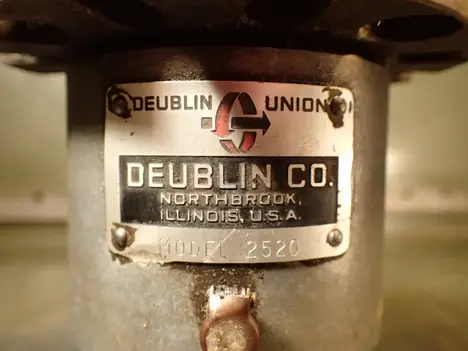 DEUBLIN UNION
DEUBLIN CO.
NORTHBROOK,
ILLINOIS, U.S.A.
MODEL 2520